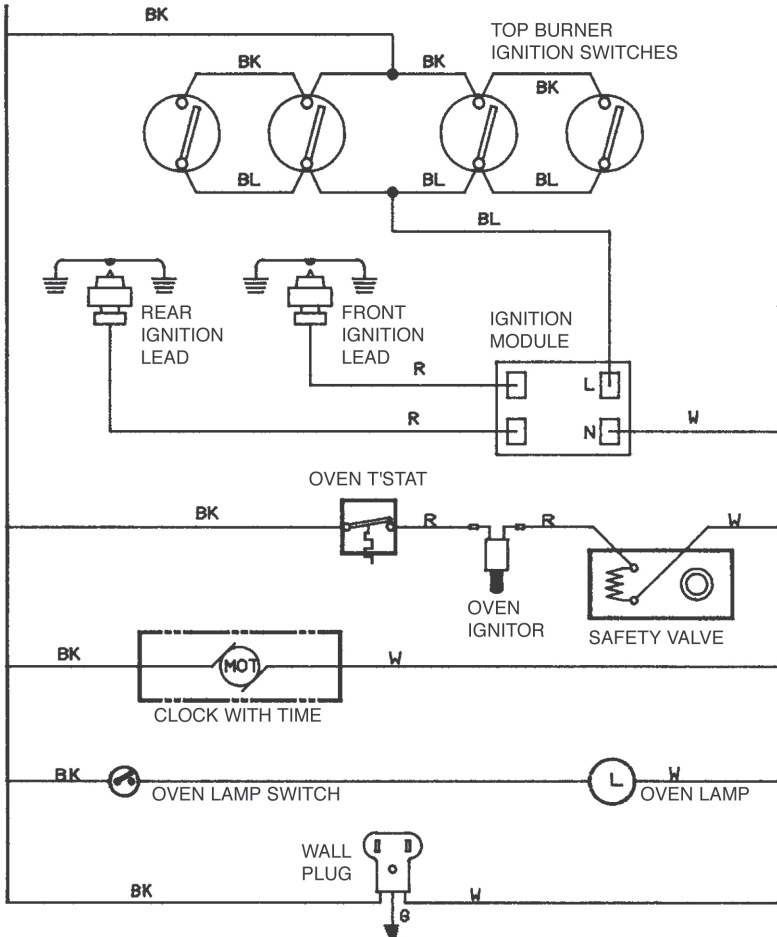 BK
TOP BURNER
IGNITION SWITCHES
BK
BK
BK
BL
BL
BL
BL
REAR
IGNITION
LEAD
FRONT
IGNITION
LEAD
IGNITION
MODULE
R
L
R
N
W
OVEN T'STAT
BK
R
R
W
OVEN
IGNITOR
SAFETY VALVE
BK
MOT
W
CLOCK WITH TIME
BK
L
W
OVEN LAMP SWITCH
OVEN LAMP
WALL
PLUG
BK
W
G